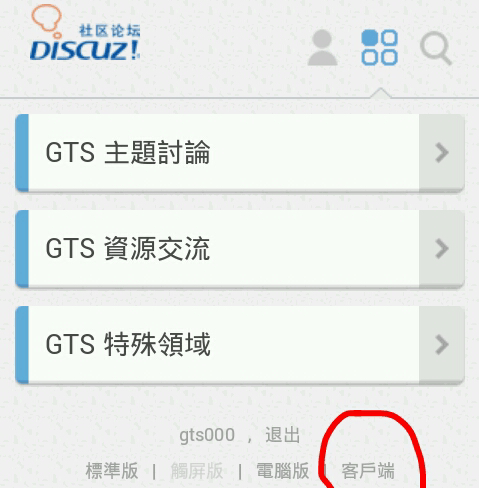 社区论坛
DISCUZ!
GTS 主題討論
GTS 資源交流
GTS 特殊領域
gts000 , 退出
標準版 | 觸屏版 | 電腦版 | 客戶端